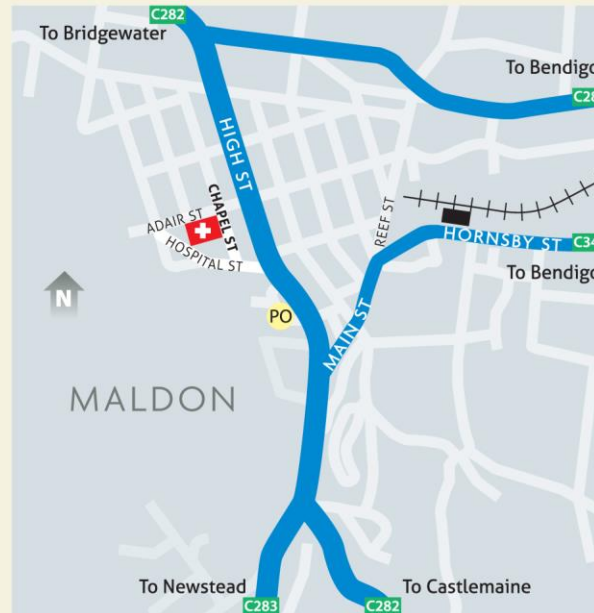 C282
To Bridgewater
To Bendigo
C28
HIGH ST
CHAPEL ST
ADAIR ST
HOSPITAL ST
REEF ST
HORNSBY ST
C34
To Bendigo
N
PO
MAIN ST
MALDON
To Newstead
To Castlemaine
C283
C282